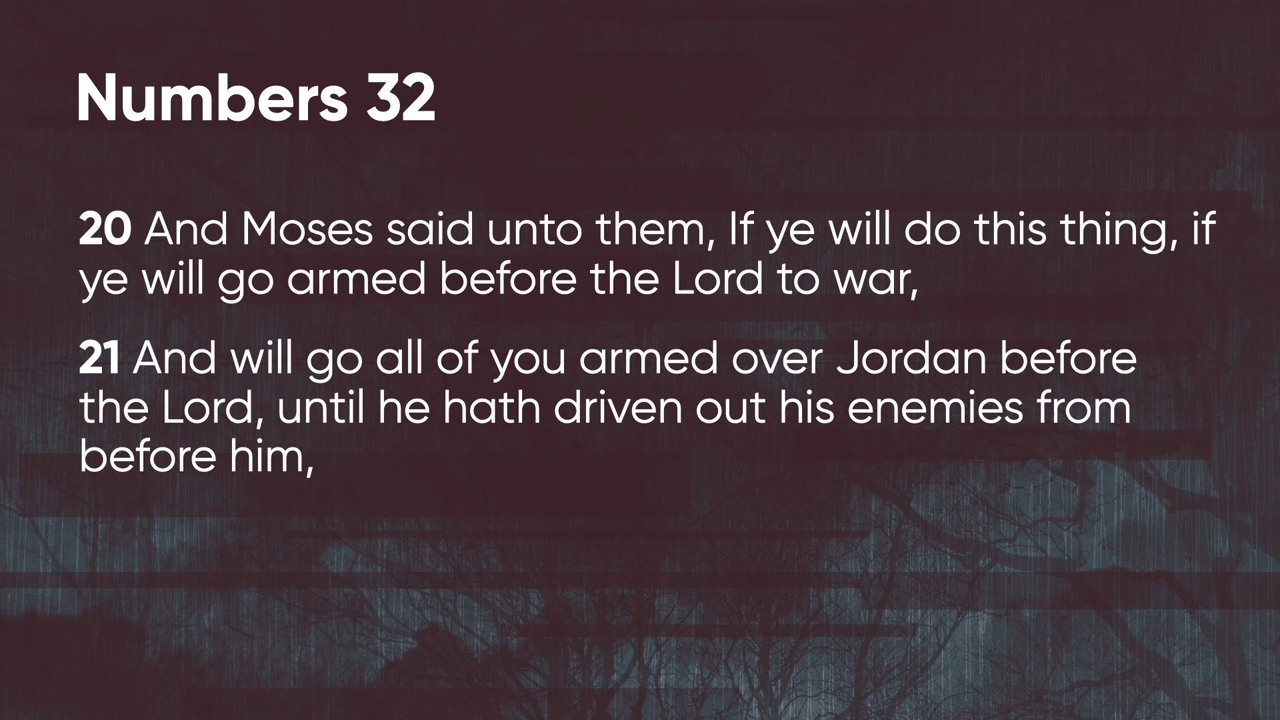 Numbers 32
20 And Moses said unto them, If ye will do this thing, if
ye will go armed before the Lord to war,
21 And will go all of you armed over Jordan before
the Lord, until he hath driven out his enemies from
before him,